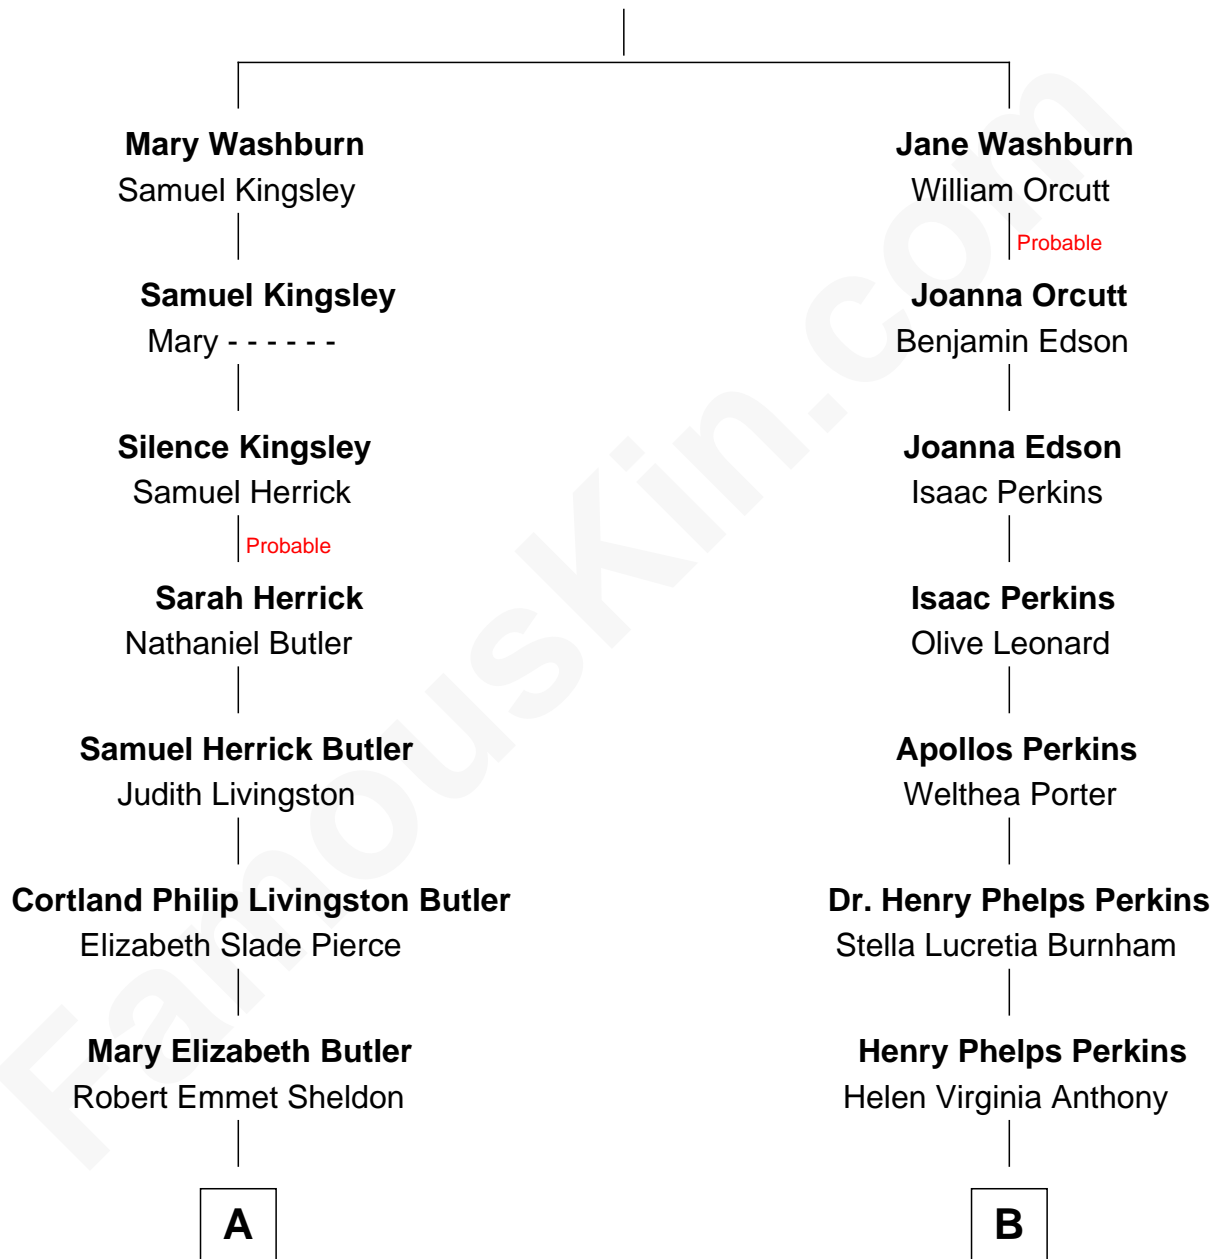 Mary Washburn
Samuel Kingsley
Samuel Kingsley
Mary - - - - - -
Silence Kingsley
Samuel Herrick
Probable
Sarah Herrick
Nathaniel Butler
Samuel Herrick Butler
Judith Livingston
Cortland Philip Livingston Butler
Elizabeth Slade Pierce
Mary Elizabeth Butler
Robert Emmet Sheldon
A
Jane Washburn
William Orcutt
Probable
Joanna Orcutt
Benjamin Edson
Joanna Edson
Isaac Perkins
Isaac Perkins
Olive Leonard
Apollos Perkins
Welthea Porter
Dr. Henry Phelps Perkins
Stella Lucretia Burnham
Henry Phelps Perkins
Helen Virginia Anthony
B
FamousKin.com